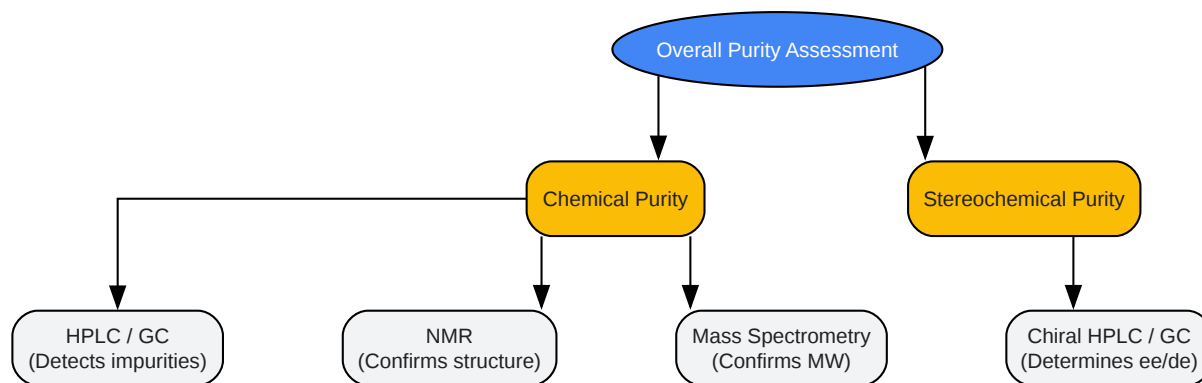 Overall Purity Assessment
Chemical Purity
Stereochemical Purity
HPLC / GC
(Detects impurities)
NMR
(Confirms structure)
Mass Spectrometry
(Confirms MW)
Chiral HPLC / GC
(Determines ee/de)